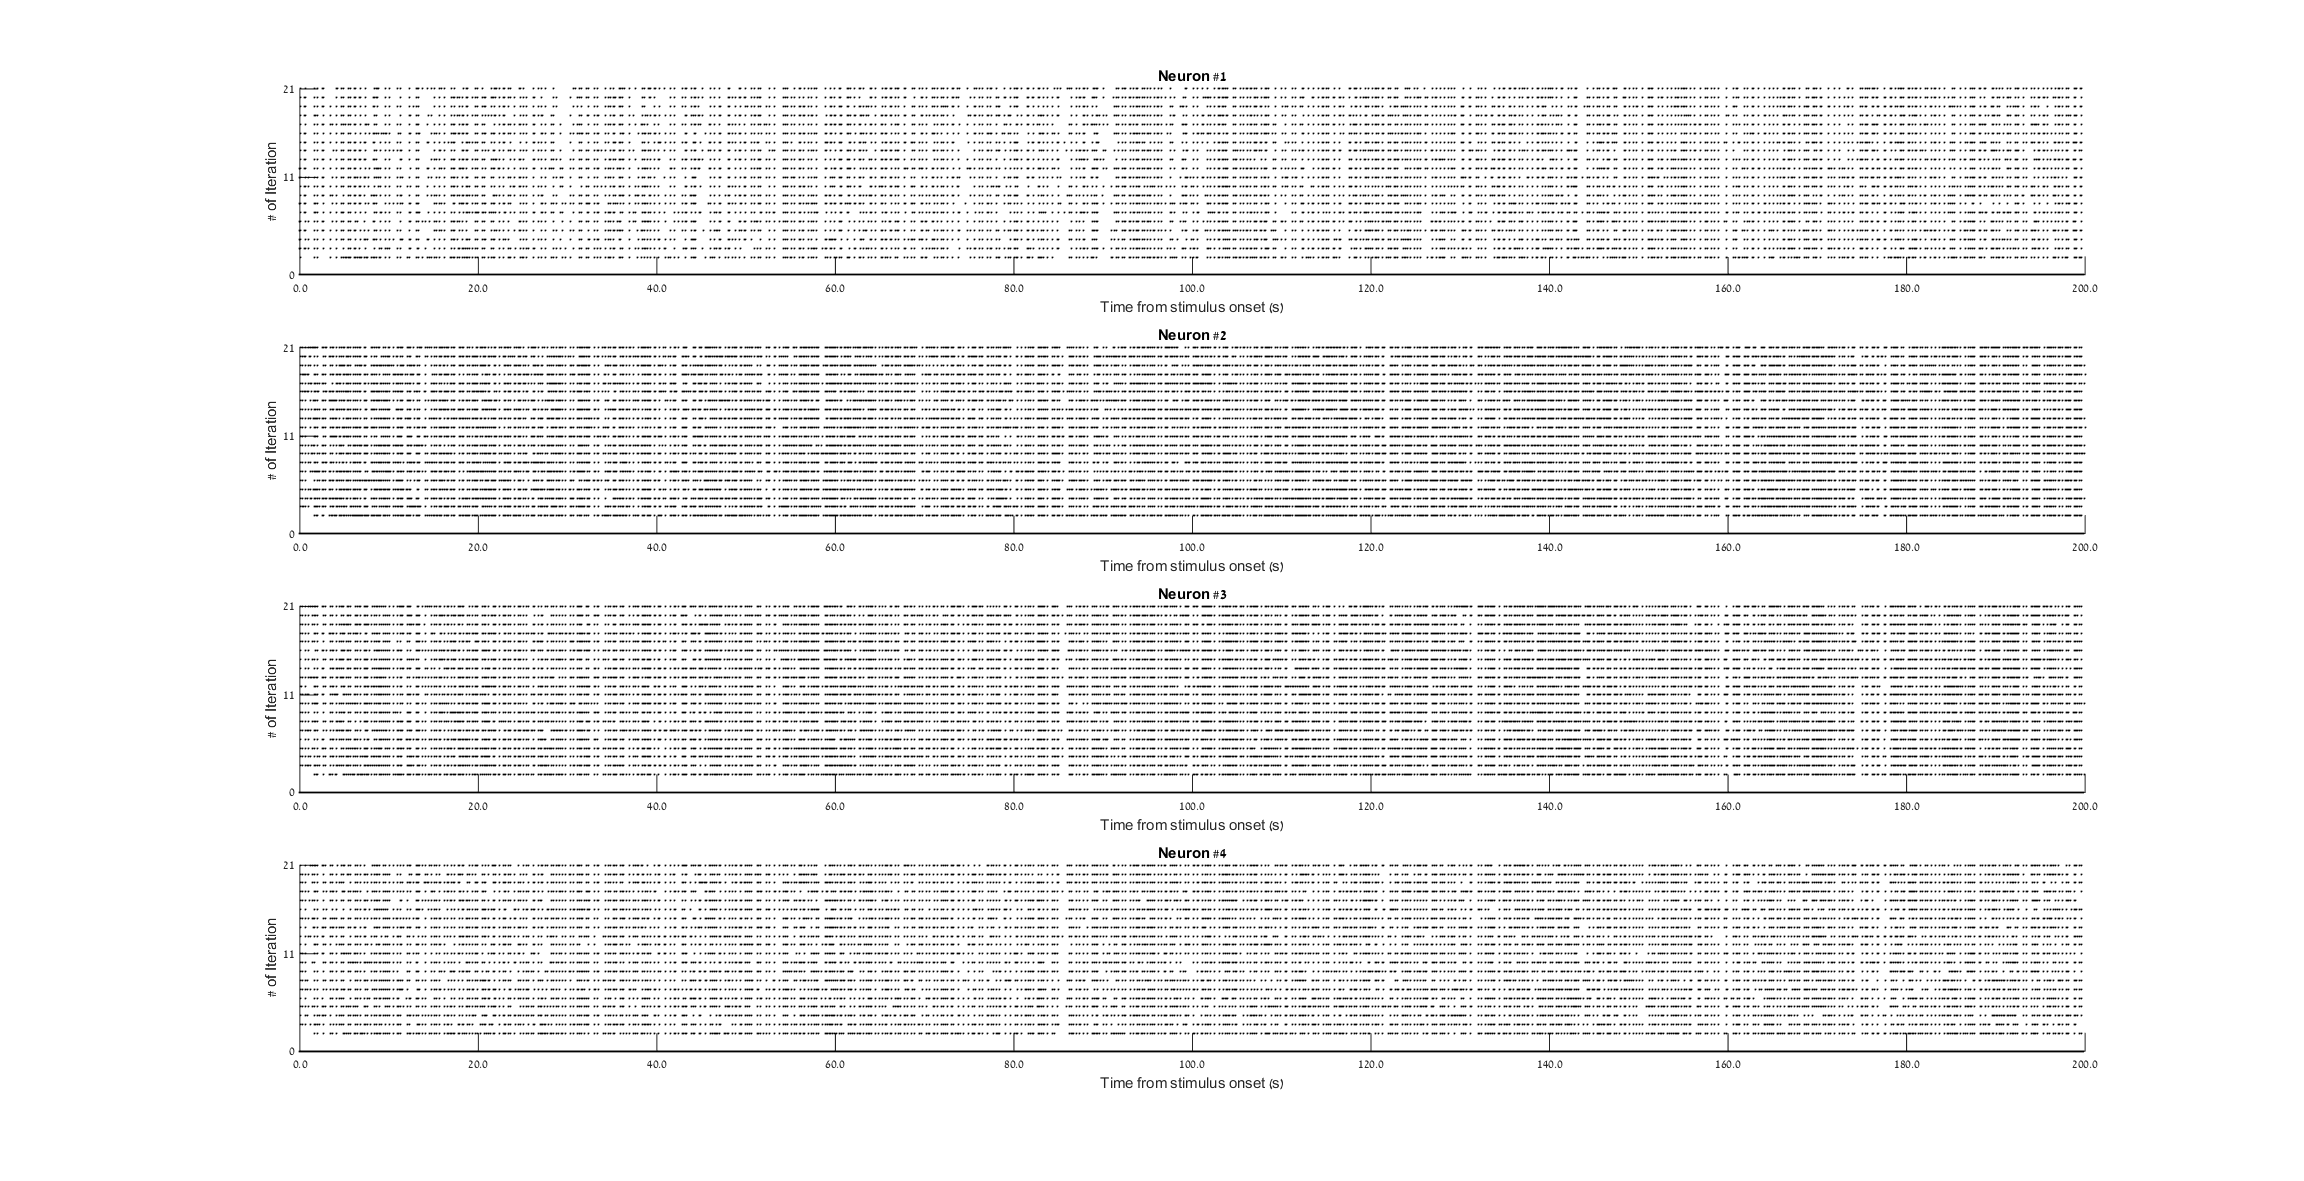 Neuron #1
21
# of Iteration
11
0
0.0 20.0 40.0 60.0 80.0 100.0 120.0 140.0 160.0 180.0 200.0
Time from stimulus onset (s)
Neuron #2
21
# of Iteration
11
0
0.0 20.0 40.0 60.0 80.0 100.0 120.0 140.0 160.0 180.0 200.0
Time from stimulus onset (s)
Neuron #3
21
# of Iteration
11
0
0.0 20.0 40.0 60.0 80.0 100.0 120.0 140.0 160.0 180.0 200.0
Time from stimulus onset (s)
Neuron #4
21
# of Iteration
11
0
0.0 20.0 40.0 60.0 80.0 100.0 120.0 140.0 160.0 180.0 200.0
Time from stimulus onset (s)